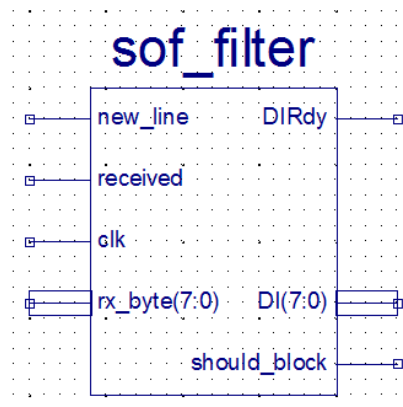 sof_filter
new_line DIRdy
received
clk
rx_byte(7:0) DI(7:0)
should_block